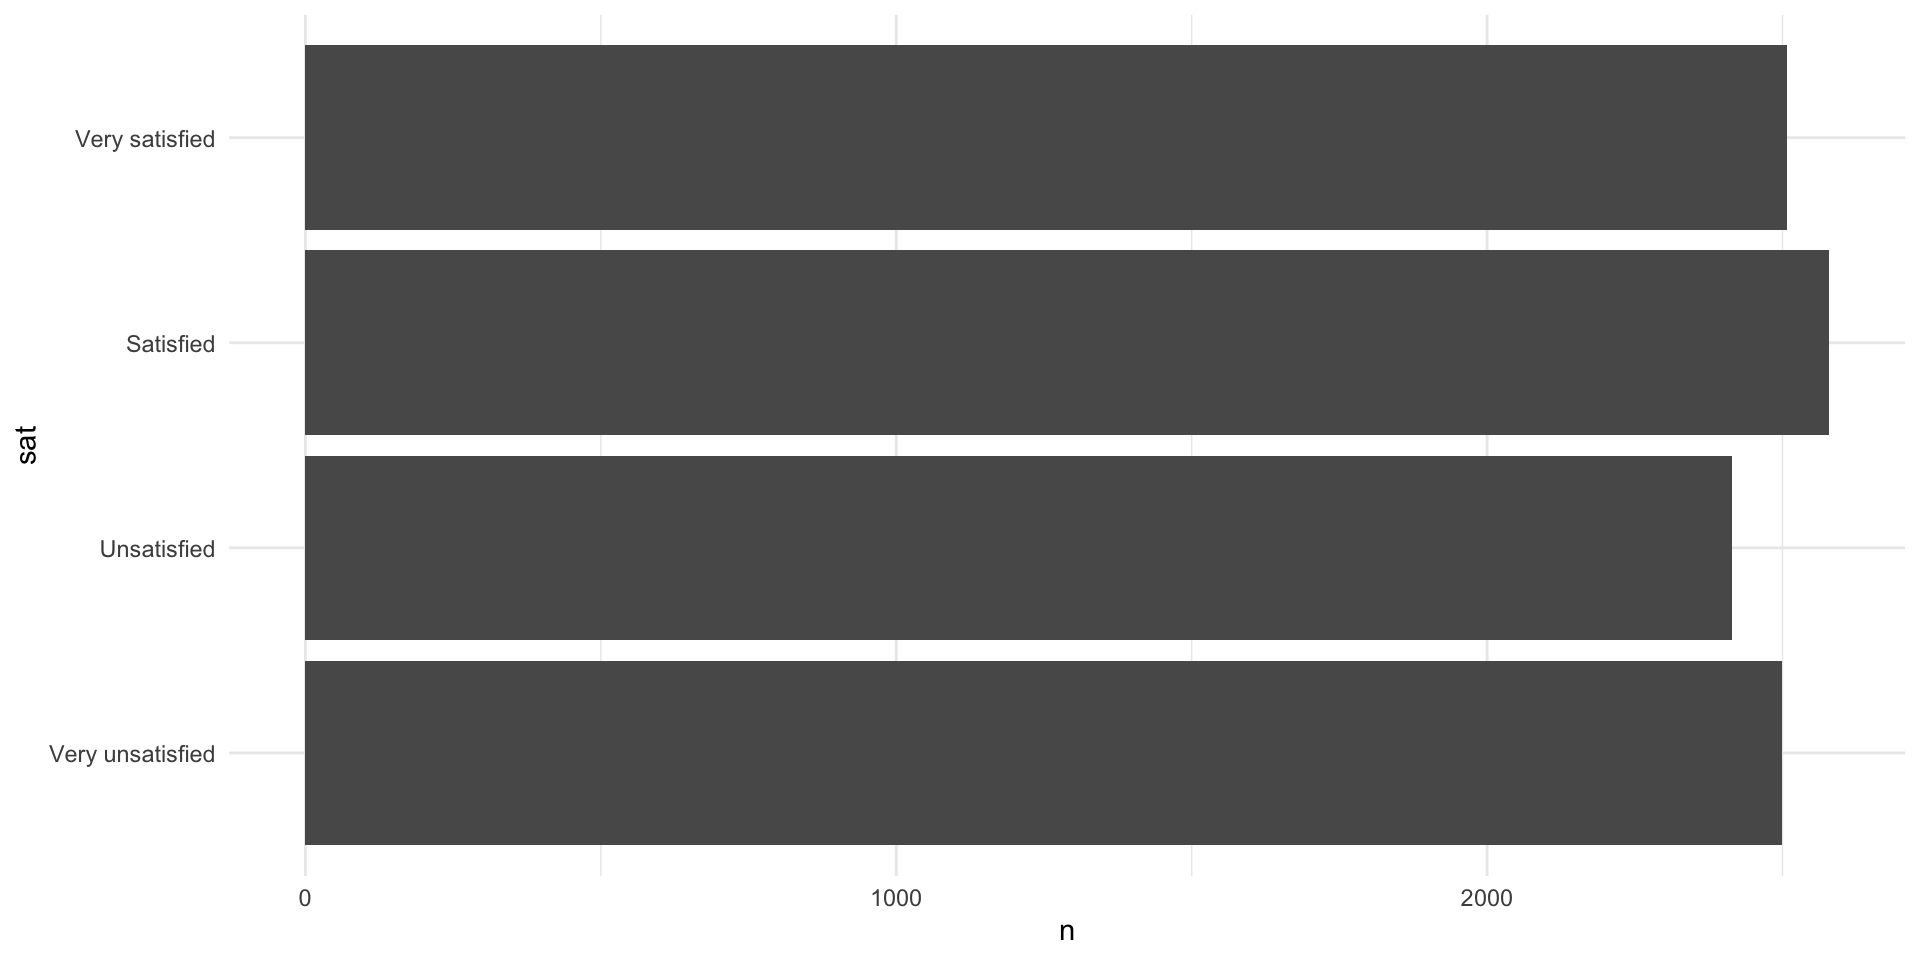 Very satisfied
Satisfied
sat
Unsatisfied
Very unsatisfied
0 1000 2000
n